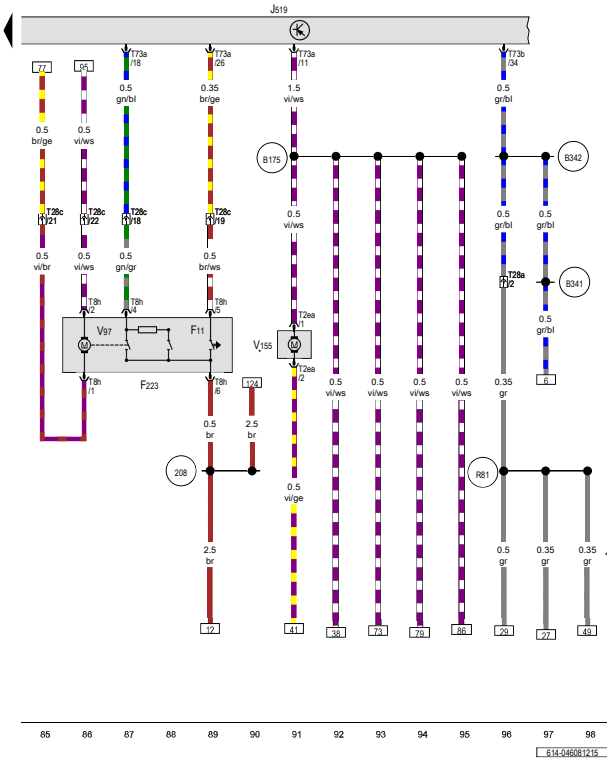 J519
T73a /18
T73a /26
T73a /11
T73b /34
77
95
0.5 gn/bl
0.35 br/ge
1.5 vi/ws
0.5 gr/bl
0.5 br/ge
0.5 vi/ws
B175
B342
T28c /21
T28c /22
T28c /18
T28c /19
0.5 vi/ws
0.5 gr/bl
0.5 gr/bl
0.5 vi/br
0.5 vi/ws
0.5 gn/gr
0.5 br/ws
T28a /2
B341
T8h /2
T8h /4
T8h /5
T2ea /1
V97
F11
V155
*
M
M
0.5 gr/bl
T8h /1
F223
T8h /6
T2ea /2
124
0.5 vi/ws
0.5 vi/ws
0.5 vi/ws
0.5 vi/ws
0.35 gr
6
0.5 br
2.5 br
208
R81
0.5 vi/ge
2.5 br
0.5 gr
0.35 gr
0.35 gr
*
12
41
38
73
79
86
29
27
49
85 86 87 88 89 90 91 92 93 94 95 96 97 98
614-046081215